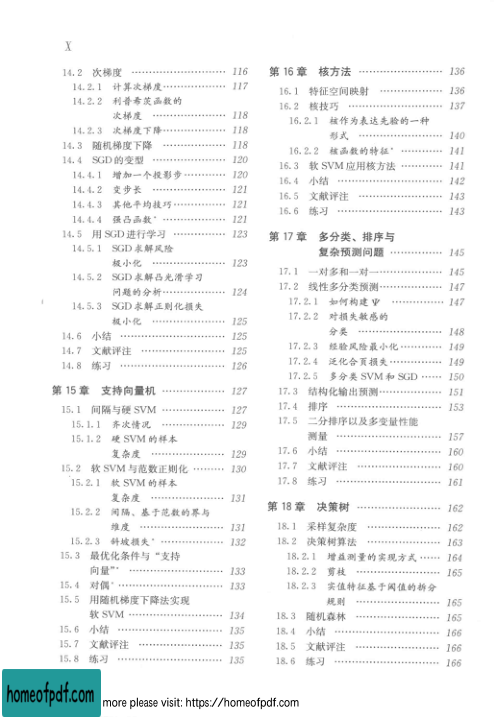 X
14.2 次梯度 ……………………… 116
14.2.1 计算次梯度……………… 117
14.2.2 利普希茨函数的
次梯度 …………………… 118
14.2.3 次梯度下降……………… 118
14.3 随机梯度下降 ……………… 118
14.4 SGD的变型 ………………… 120
14.4.1 增加一个投影步………… 120
14.4.2 变步长 …………………… 121
14.4.3 其他平均技巧…………… 121
14.4.4 强凸函数* ……………… 121
14.5 用SGD进行学习 …………… 123
14.5.1 SGD求解风险
极小化 …………………… 123
14.5.2 SGD求解凸光滑学习
问题的分析……………… 124
14.5.3 SGD求解正则化损失
极小化 …………………… 125
14.6 小结 ………………………… 125
14.7 文献评注 …………………… 125
14.8 练习 ………………………… 126
第15章 支持向量机 ……………… 127
15.1 间隔与硬SVM ……………… 127
15.1.1 齐次情况 ………………… 129
15.1.2 硬SVM的样本
复杂度 …………………… 129
15.2 软SVM与范数正则化 ……… 130
15.2.1 软SVM的样本
复杂度 …………………… 131
15.2.2 间隔、基于范数的界与
维度 ……………………… 131
15.2.3 斜坡损失* ……………… 132
15.3 最优化条件与“支持
向量”* ……………………… 133
15.4 对偶* ………………………… 133
15.5 用随机梯度下降法实现
软SVM ……………………… 134
15.6 小结 ………………………… 135
15.7 文献评注 …………………… 135
15.8 练习 ………………………… 135
第16章 核方法 …………………… 136
16.1 特征空间映射 ……………… 136
16.2 核技巧 ……………………… 137
16.2.1 核作为表达先验的一种
形式 ……………………… 140
16.2.2 核函数的特征* ………… 141
16.3 软SVM应用核方法 ………… 141
16.4 小结 ………………………… 142
16.5 文献评注 …………………… 143
16.6 练习 ………………………… 143
第17章 多分类、排序与
复杂预测问题 …………… 145
17.1 一对多和一对一……………… 145
17.2 线性多分类预测……………… 147
17.2.1 如何构建Ψ ……………… 147
17.2.2 对损失敏感的
分类 ……………………… 148
17.2.3 经验风险最小化………… 149
17.2.4 泛化合页损失…………… 149
17.2.5 多分类SVM和SGD …… 150
17.3 结构化输出预测……………… 151
17.4 排序 ………………………… 153
17.5 二分排序以及多变量性能
测量 ………………………… 157
17.6 小结 ………………………… 160
17.7 文献评注 …………………… 160
17.8 练习 ………………………… 161
第18章 决策树 …………………… 162
18.1 采样复杂度 ………………… 162
18.2 决策树算法 ………………… 163
18.2.1 增益测量的实现方式 …… 164
18.2.2 剪枝 ……………………… 165
18.2.3 实值特征基于阈值的拆分
规则 ……………………… 165
18.3 随机森林 …………………… 165
18.4 小结 ………………………… 166
18.5 文献评注 …………………… 166
18.6 练习 ………………………… 166
homeofpdf.com
more please visit: https://homeofpdf.com